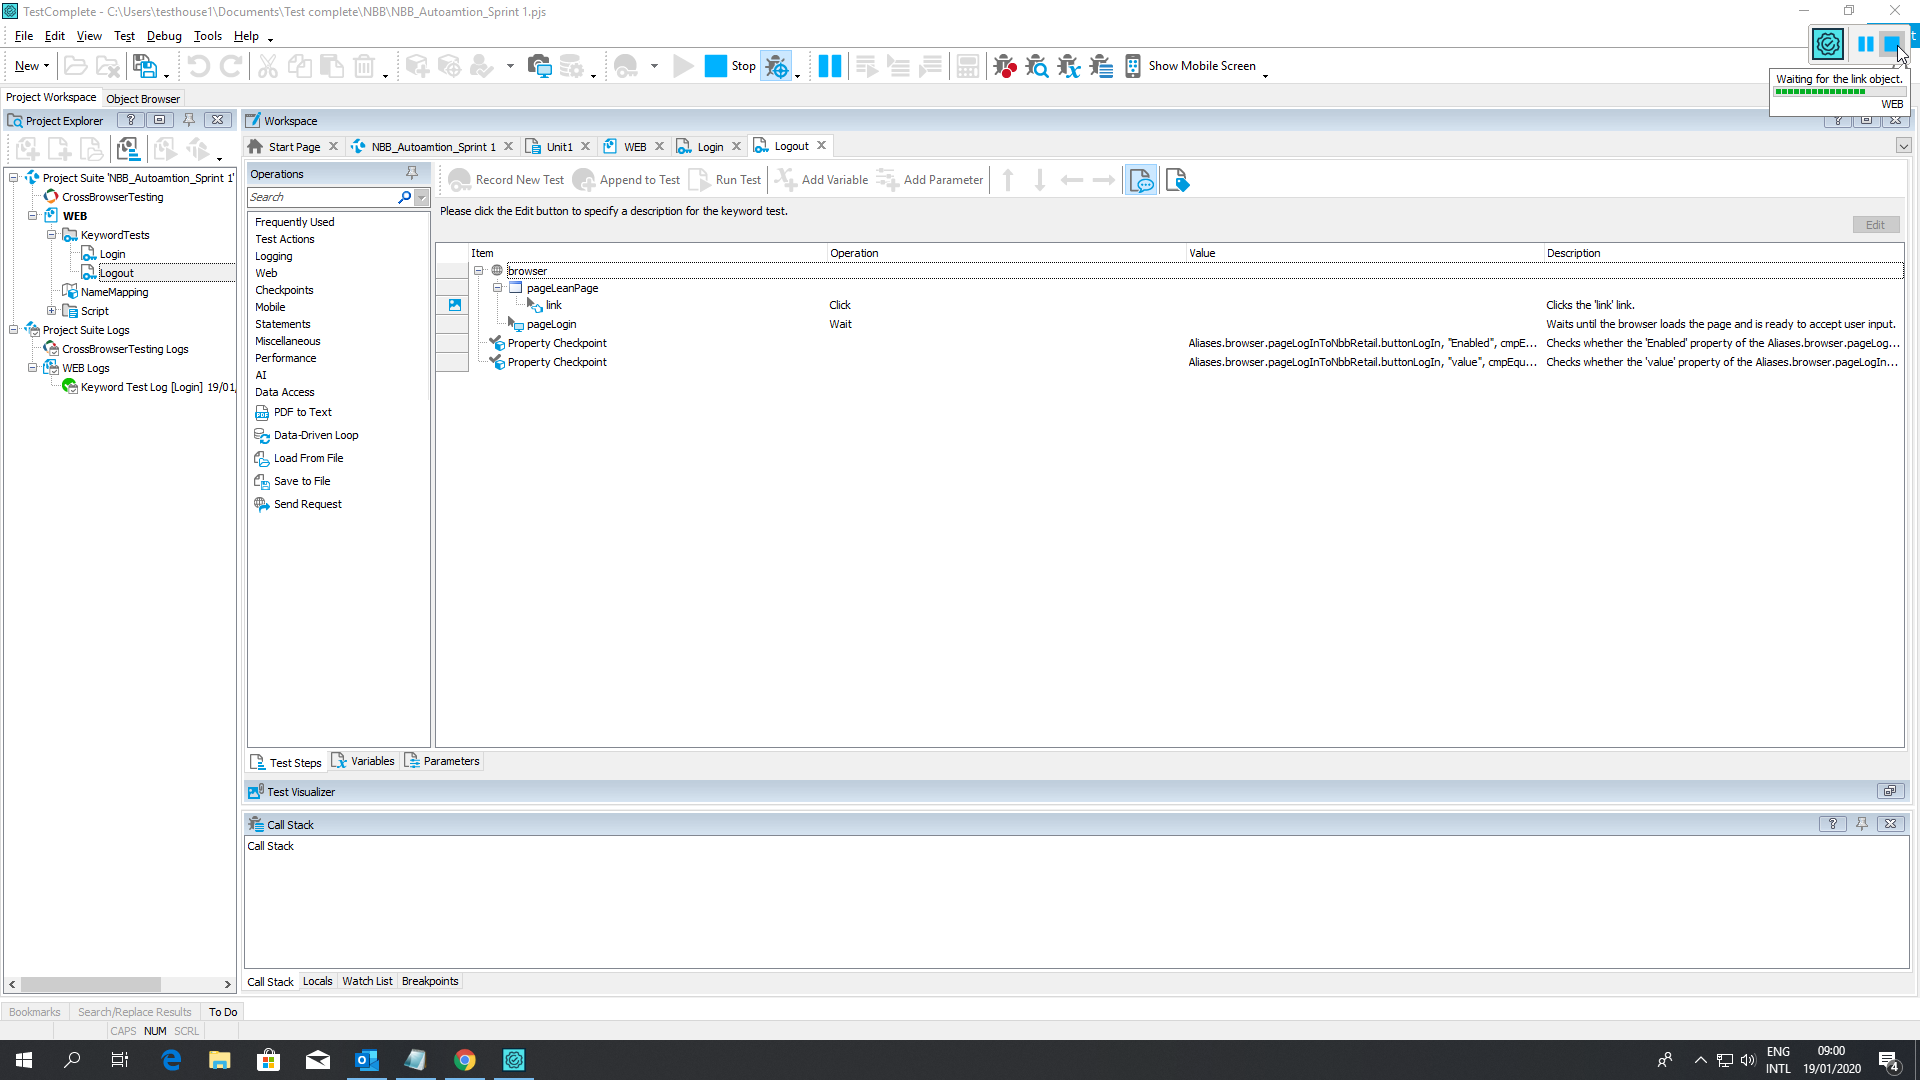 TestComplete - C:\Users\testhouse1\Documents\Test complete\NBB\NBB_Autoamtion_Sprint 1.pjs
File Edit View Test Debug Tools Help
New Stop Show Mobile Screen
Waiting for the link object.
WEB
Project Workspace Object Browser
Project Explorer
Workspace
Start Page NBB_Autoamtion_Sprint 1 Unit1 WEB Login Logout
Project Suite 'NBB_Autoamtion_Sprint 1'
CrossBrowserTesting
WEB
KeywordTests
Login
Logout
NameMapping
Script
Project Suite Logs
CrossBrowserTesting Logs
WEB Logs
Keyword Test Log [Login] 19/01,
Operations
Search
Frequently Used
Test Actions
Logging
Web
Checkpoints
Mobile
Statements
Miscellaneous
Performance
AI
Data Access
PDF to Text
Data-Driven Loop
Load From File
Save to File
Send Request
Record New Test Append to Test Run Test Add Variable Add Parameter
Please click the Edit button to specify a description for the keyword test.
Edit
Item Operation Value Description
browser
pageLeanPage
link Click Clicks the 'link' link.
pageLogin Wait Waits until the browser loads the page and is ready to accept user input.
Property Checkpoint Aliases.browser.pageLogInToNbbRetail.buttonLogIn, "Enabled", cmpE... Checks whether the 'Enabled' property of the Aliases.browser.pageLog...
Property Checkpoint Aliases.browser.pageLogInToNbbRetail.buttonLogIn, "value", cmpEqu... Checks whether the 'value' property of the Aliases.browser.pageLogIn...
Test Steps Variables Parameters
Test Visualizer
Call Stack
Call Stack
Call Stack Locals Watch List Breakpoints
Bookmarks Search/Replace Results To Do
CAPS NUM SCRL
ENG
INTL
09:00
19/01/2020
4